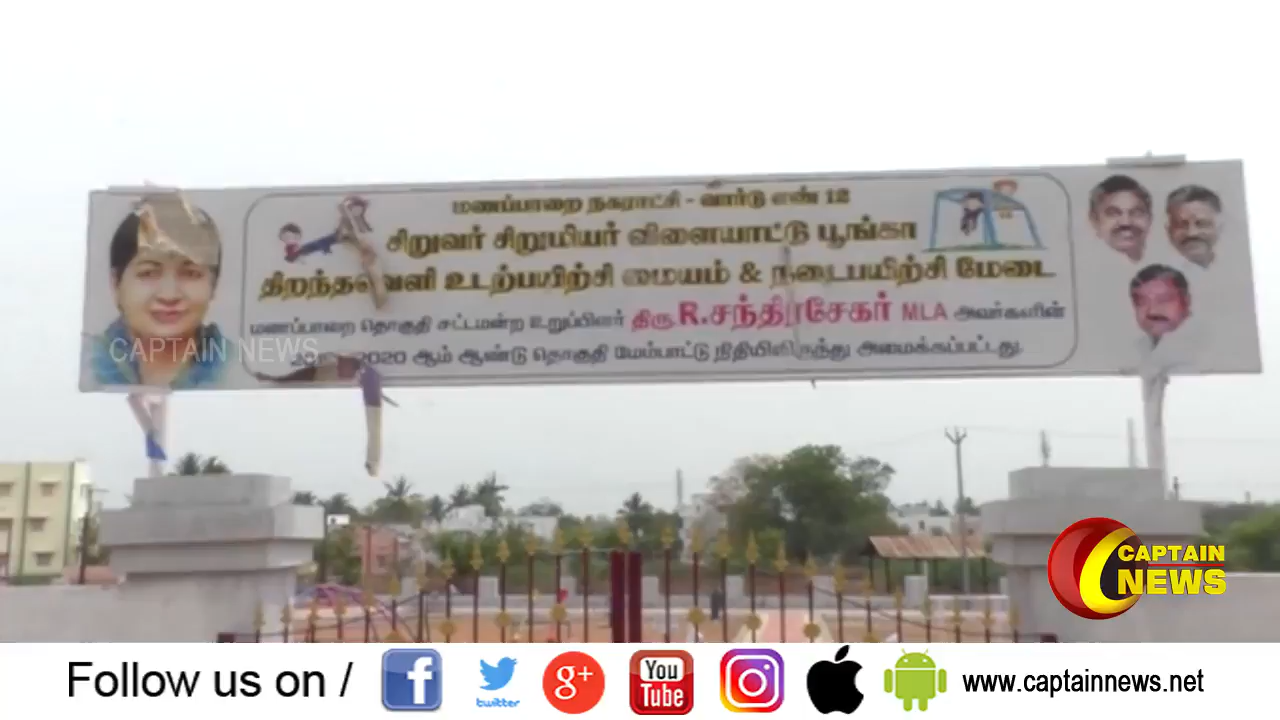 மணப்பாறை நகராட்சி - வார்டு எண் 12
சிறுவர் சிறுமியர் விளையாட்டு பூங்கா
திறந்தவெளி உடற்பயிற்சி மையம் & நடைபயிற்சி மேடை
மணப்பாறை தொகுதி சட்டமன்ற உறுப்பினர் திரு R.சந்திரசேகர் MLA அவர்களின்
2020 ஆம் ஆண்டு தொகுதி மேம்பாட்டு நிதியிலிருந்து அமைக்கப்பட்டது.
CAPTAIN NEWS
CAPTAIN NEWS
CAPTAIN
NEWS
Follow us on /
twitter
g+
You
Tube
www.captainnews.net